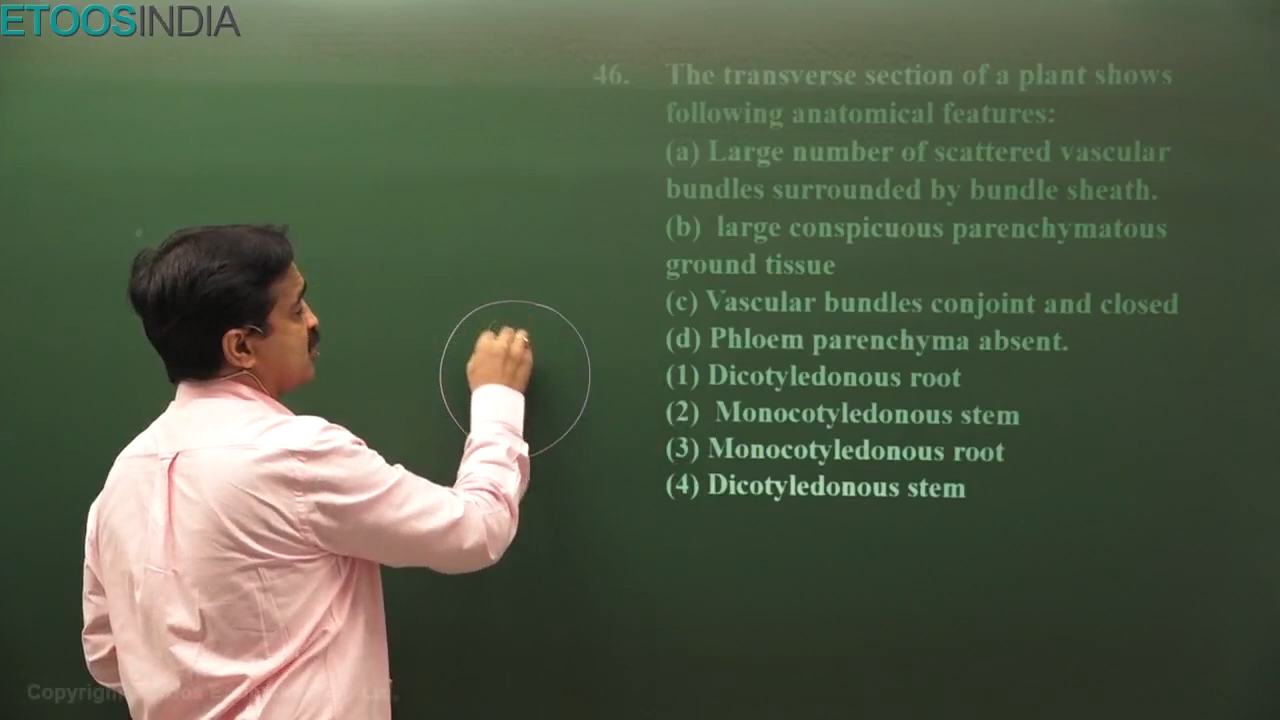 ETOOSINDIA
46. The transverse section of a plant shows
following anatomical features:
(a) Large number of scattered vascular
bundles surrounded by bundle sheath.
(b) large conspicuous parenchymatous
ground tissue
(c) Vascular bundles conjoint and closed
(d) Phloem parenchyma absent.
(1) Dicotyledonous root
(2) Monocotyledonous stem
(3) Monocotyledonous root
(4) Dicotyledonous stem